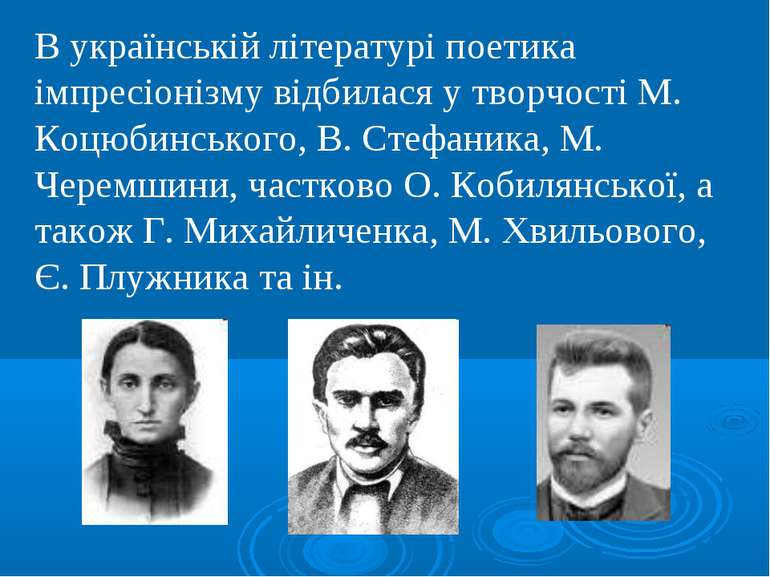 В українській літературі поетика
імпресіонізму відбилася у творчості М.
Коцюбинського, В. Стефаника, М.
Черемшини, частково О. Кобилянської, а
також Г. Михайличенка, М. Хвильового,
Є. Плужника та ін.